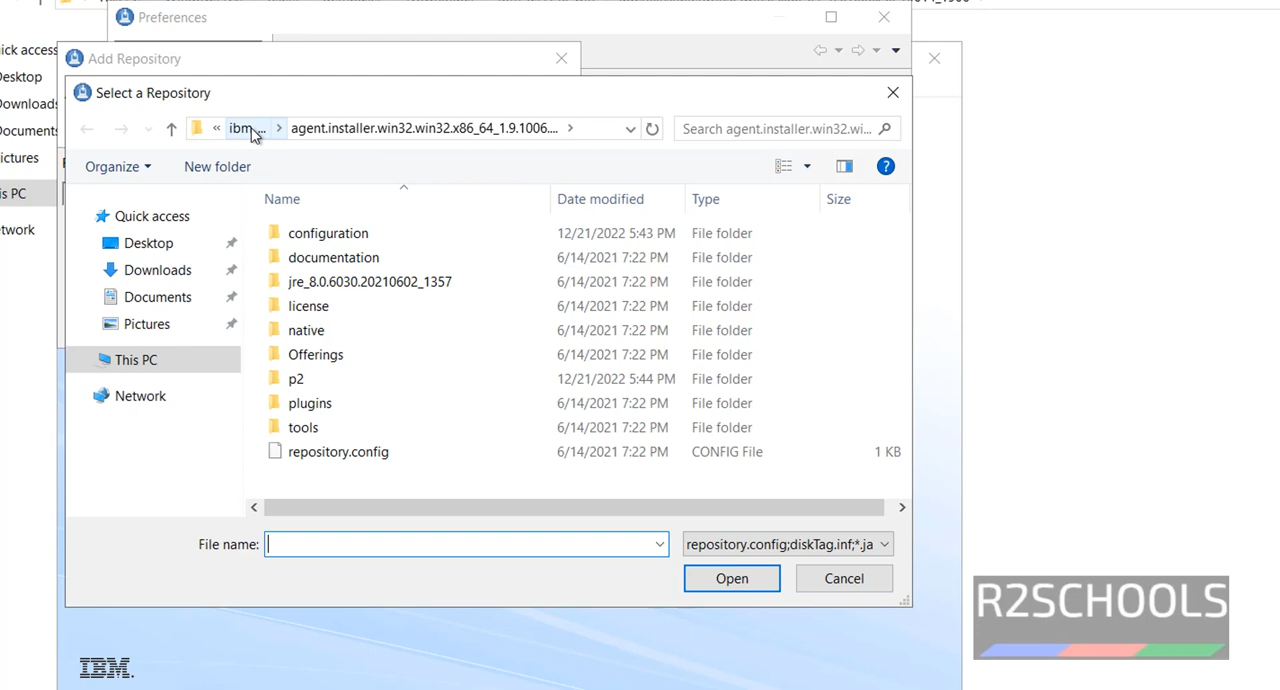 Preferences
ick access
Desktop
Downloads
Documents
ictures
is PC
etwork
Add Repository
Select a Repository
« ibm ... > agent.installer.win32.win32.x86_64_1.9.1006.... >
Search agent.installer.win32.wi...
Organize
New folder
Name Date modified Type Size
Quick access
Desktop
Downloads
Documents
Pictures
This PC
Network
configuration 12/21/2022 5:43 PM File folder
documentation 6/14/2021 7:22 PM File folder
jre_8.0.6030.20210602_1357 6/14/2021 7:22 PM File folder
license 6/14/2021 7:22 PM File folder
native 6/14/2021 7:22 PM File folder
Offerings 6/14/2021 7:22 PM File folder
p2 12/21/2022 5:44 PM File folder
plugins 6/14/2021 7:22 PM File folder
tools 6/14/2021 7:22 PM File folder
repository.config 6/14/2021 7:22 PM CONFIG File 1 KB
File name:
repository.config;diskTag.inf;*.ja
Open
Cancel
R2SCHOOLS
IBM.